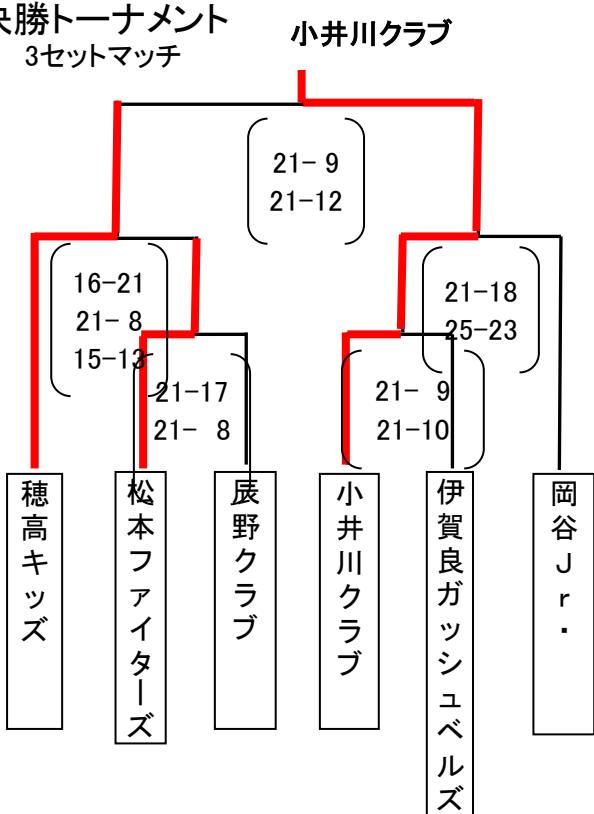 決勝トーナメント
3セットマッチ
小井川クラブ
21- 9
21-12
16-21
21- 8
15-13
21-18
25-23
21-17
21- 8
21- 9
21-10
穂高キッズ
松本ファイターズ
辰野クラブ
小井川クラブ
伊賀良ガッシュベルズ
岡谷Jr.